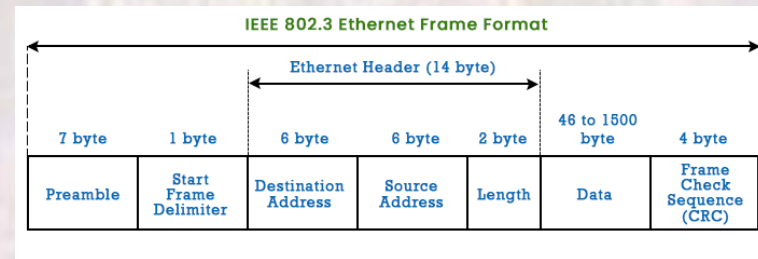 IEEE 802.3 Ethernet Frame Format
Ethernet Header (14 byte)
7 byte
1 byte
6 byte
6 byte
2 byte
46 to 1500
byte
4 byte
Preamble
Start
Frame
Delimiter
Destination
Address
Source
Address
Length
Data
Frame
Check
Sequence
(CRC)